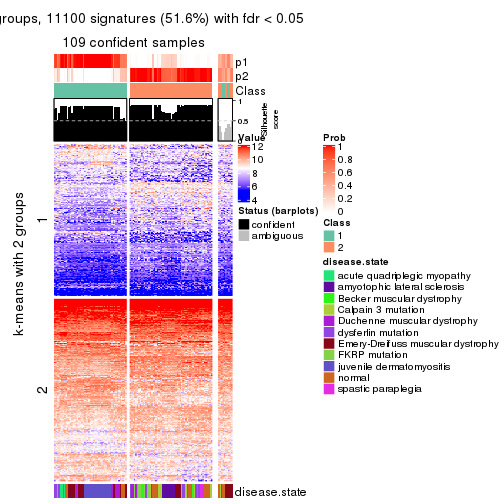 groups, 11100 signatures (51.6%) with fdr < 0.05
109 confident samples
p1
p2
Class
1
0.5
0
Silhouette
score
k-means with 2 groups
1
2
Value
12
10
8
6
4
Status (barplots)
confident
ambiguous
Prob
1
0.8
0.6
0.4
0.2
0
Class
1
2
disease.state
acute quadriplegic myopathy
amyotophic lateral sclerosis
Becker muscular dystrophy
Calpain 3 mutation
Duchenne muscular dystrophy
dysferlin mutation
Emery-Dreifuss muscular dystrophy
FKRP mutation
juvenile dermatomyositis
normal
spastic paraplegia
disease.state